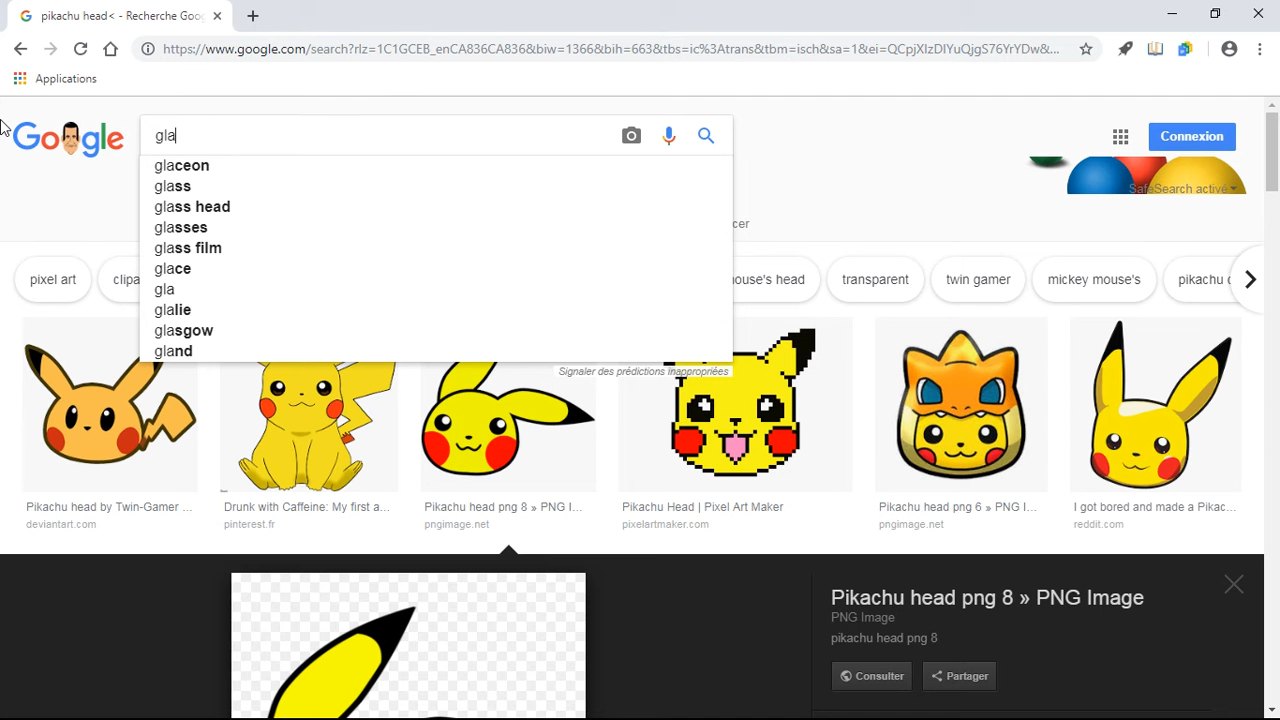 pikachu head< - Recherche Goo
https://www.google.com/search?rlz=1C1GCEB_enCA836CA836&biw=1366&bih=663&tbs=ic%3Atrans&tbm=isch&sa=1&ei=QCpjXIzDIYuQjgS76YrYDw&...
Applications
Google
gla
Connexion
glaceon
glass
SafeSearch activé
glass head
glasses
cer
glass film
glace
pixel art
clipa
mouse's head
transparent
twin gamer
mickey mouse's
pikachu
gla
glalie
glasgow
gland
Signaler des prédictions inappropriées
Pikachu head by Twin-Gamer ...
deviantart.com
Drunk with Caffeine: My first a...
pinterest.fr
Pikachu head png 8 » PNG I...
pngimage.net
Pikachu Head | Pixel Art Maker
pixelartmaker.com
Pikachu head png 6 » PNG I...
pngimage.net
I got bored and made a Pikac...
reddit.com
Pikachu head png 8 » PNG Image
PNG Image
pikachu head png 8
Consulter
Partager